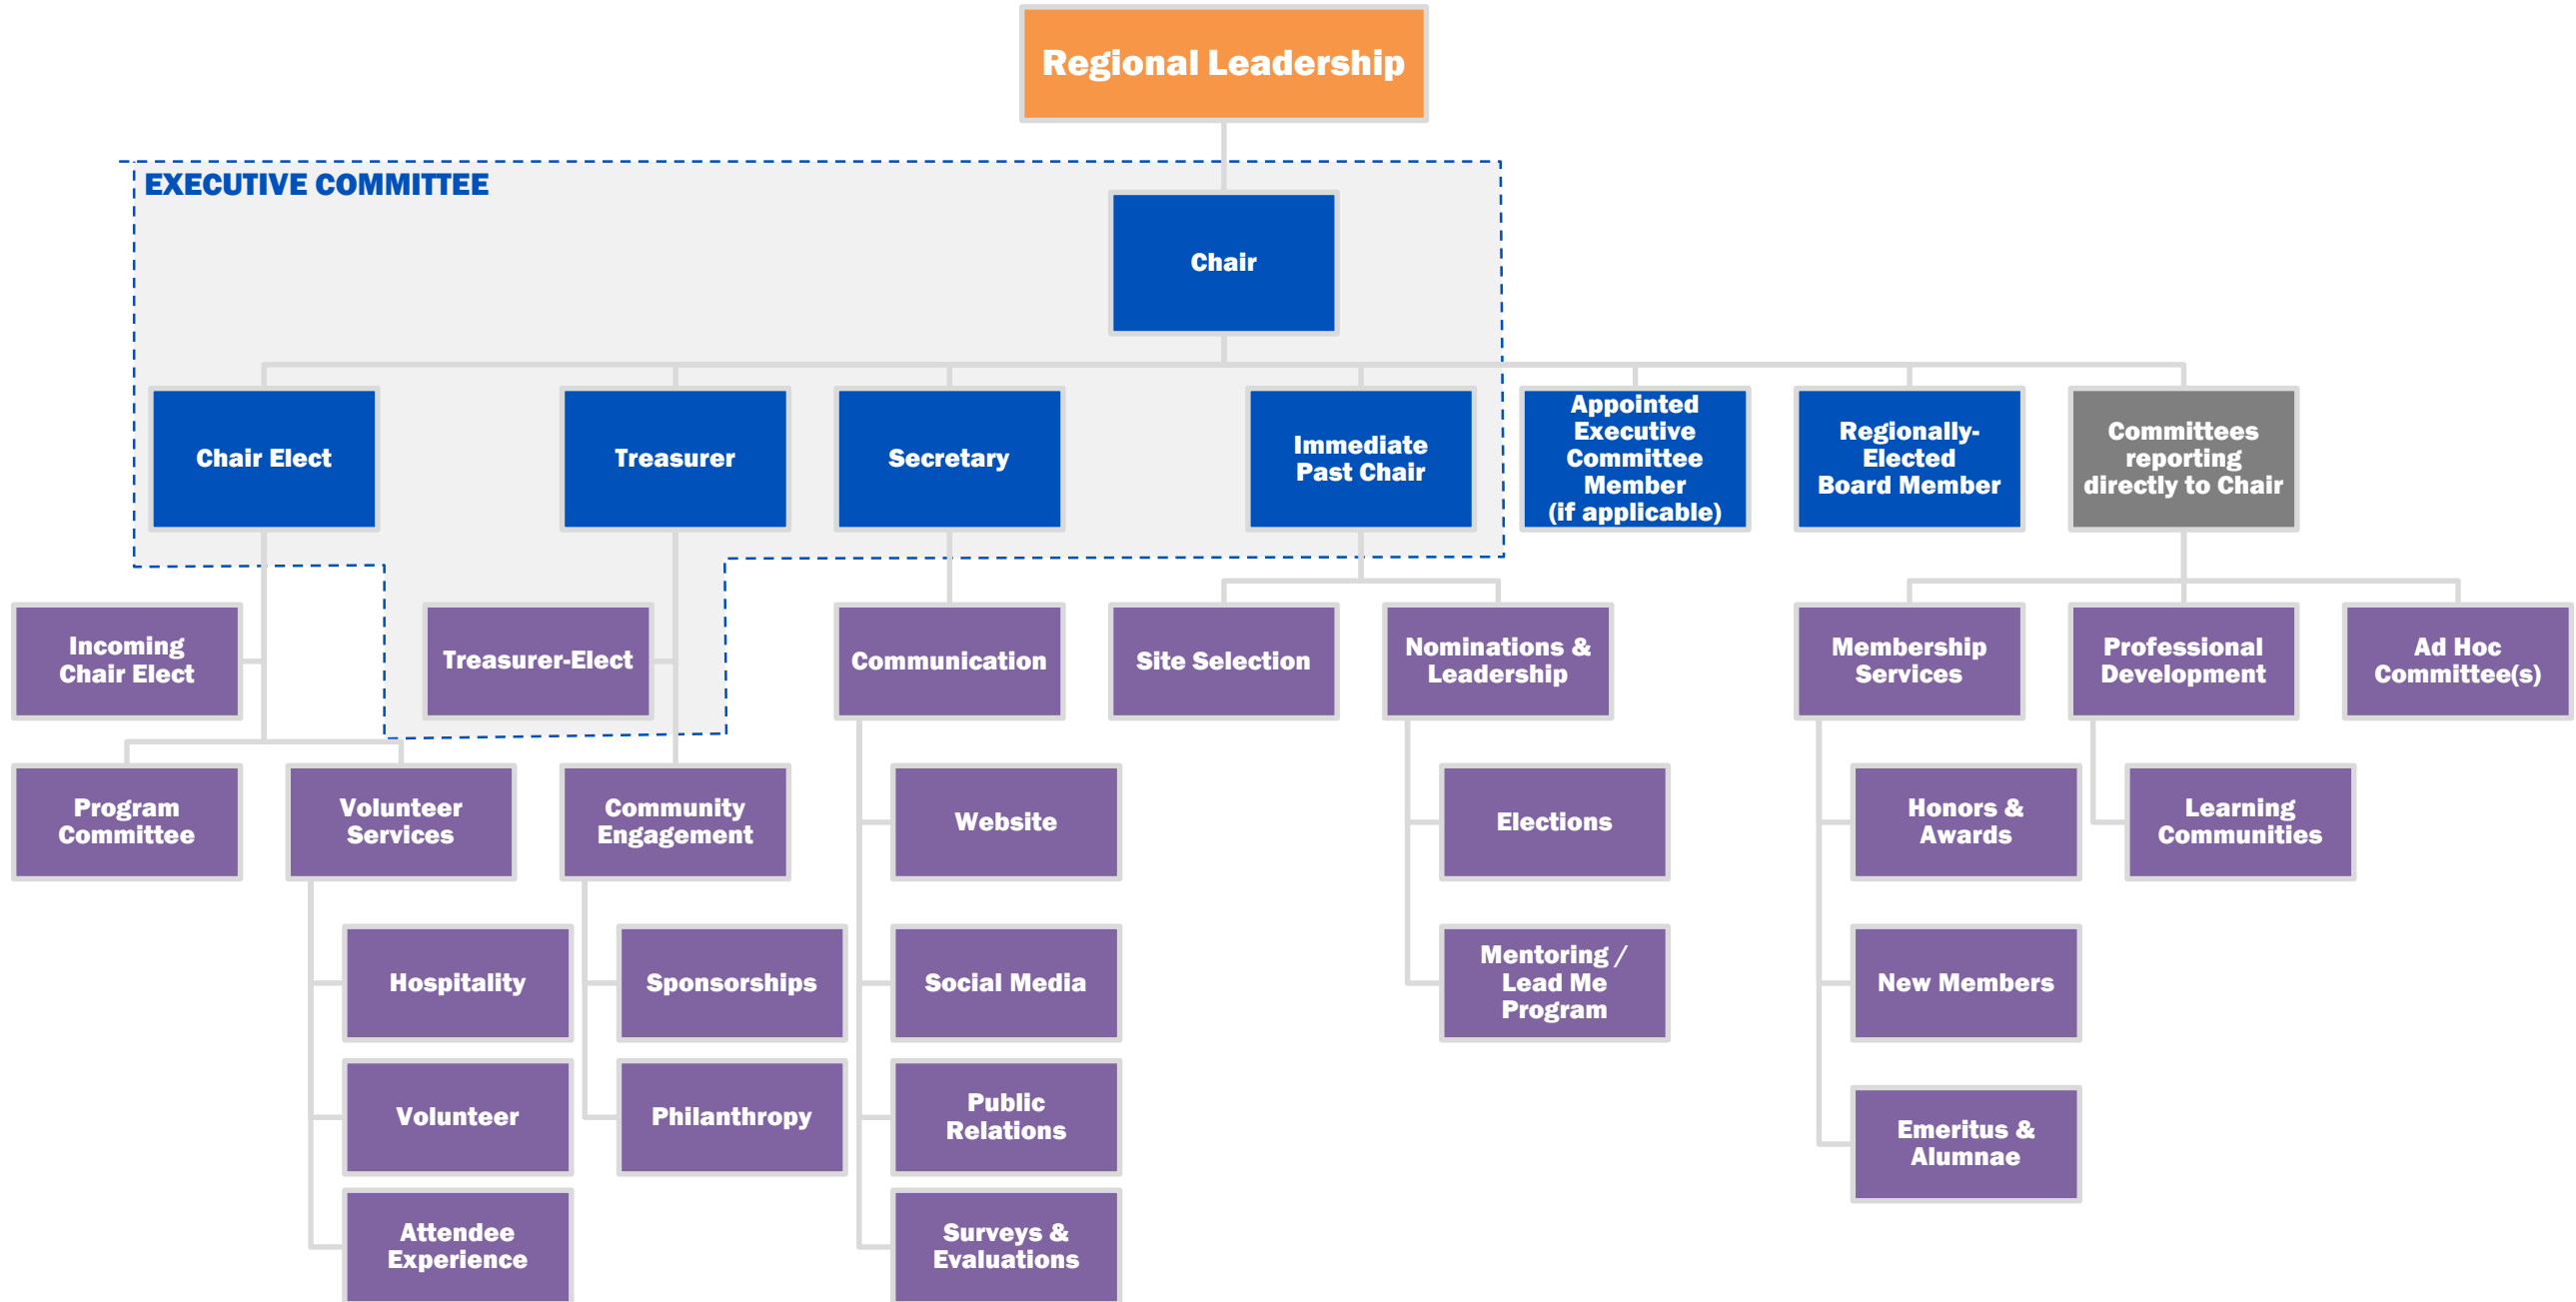 Regional Leadership
EXECUTIVE COMMITTEE
Chair
Chair Elect
Treasurer
Secretary
Immediate
Past Chair
Appointed
Executive
Committee
Member
(if applicable)
Regionally-
Elected
Board Member
Committees
reporting
directly to Chair
Incoming
Chair Elect
Treasurer-Elect
Communication
Site Selection
Nominations &
Leadership
Membership
Services
Professional
Development
Ad Hoc
Committee(s)
Program
Committee
Volunteer
Services
Community
Engagement
Website
Elections
Honors &
Awards
Learning
Communities
Hospitality
Sponsorships
Social Media
Mentoring /
Lead Me
Program
New Members
Volunteer
Philanthropy
Public
Relations
Emeritus &
Alumnae
Attendee
Experience
Surveys &
Evaluations